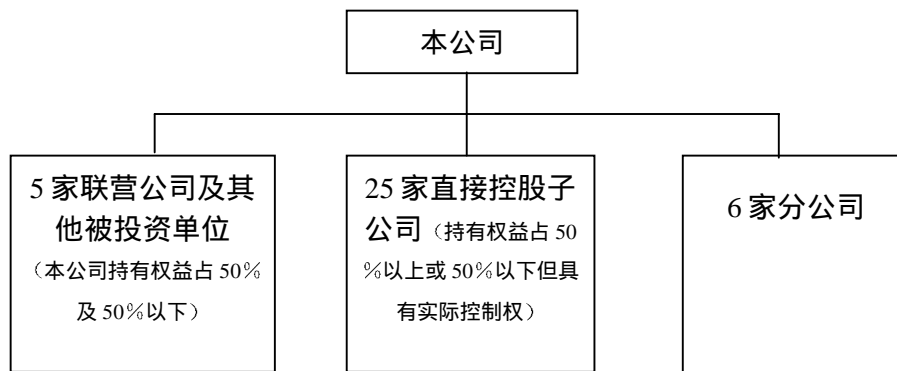 本公司
5 家联营公司及其
他被投资单位
（本公司持有权益占 50％
及 50％以下）
25 家直接控股子
公司（持有权益占 50
％以上或 50％以下但具
有实际控制权）
6 家分公司